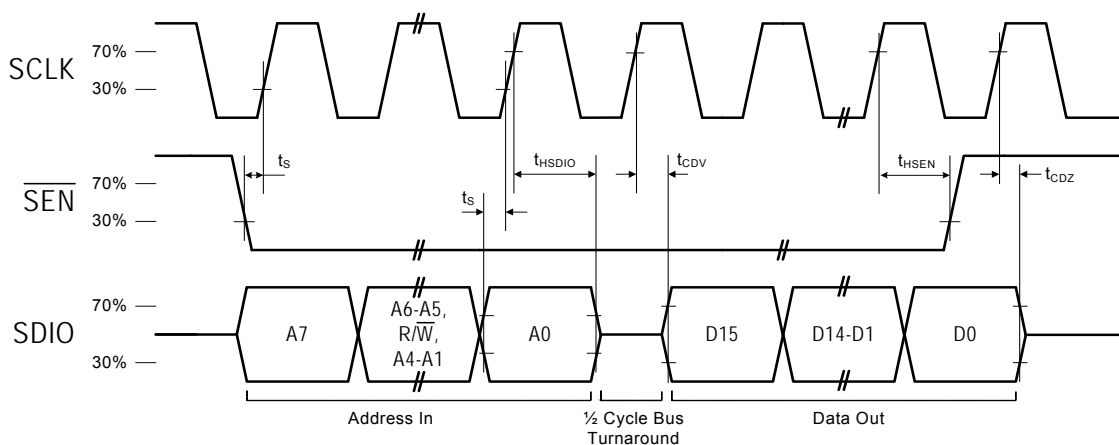 SCLK
70%
30%
SEN
70%
30%
tS
tS
tHSDIO
tCDV
tHSEN
tCDZ
SDIO
70%
30%
A7
A6-A5,
R/W,
A4-A1
A0
D15
D14-D1
D0
Address In
½ Cycle Bus
Turnaround
Data Out